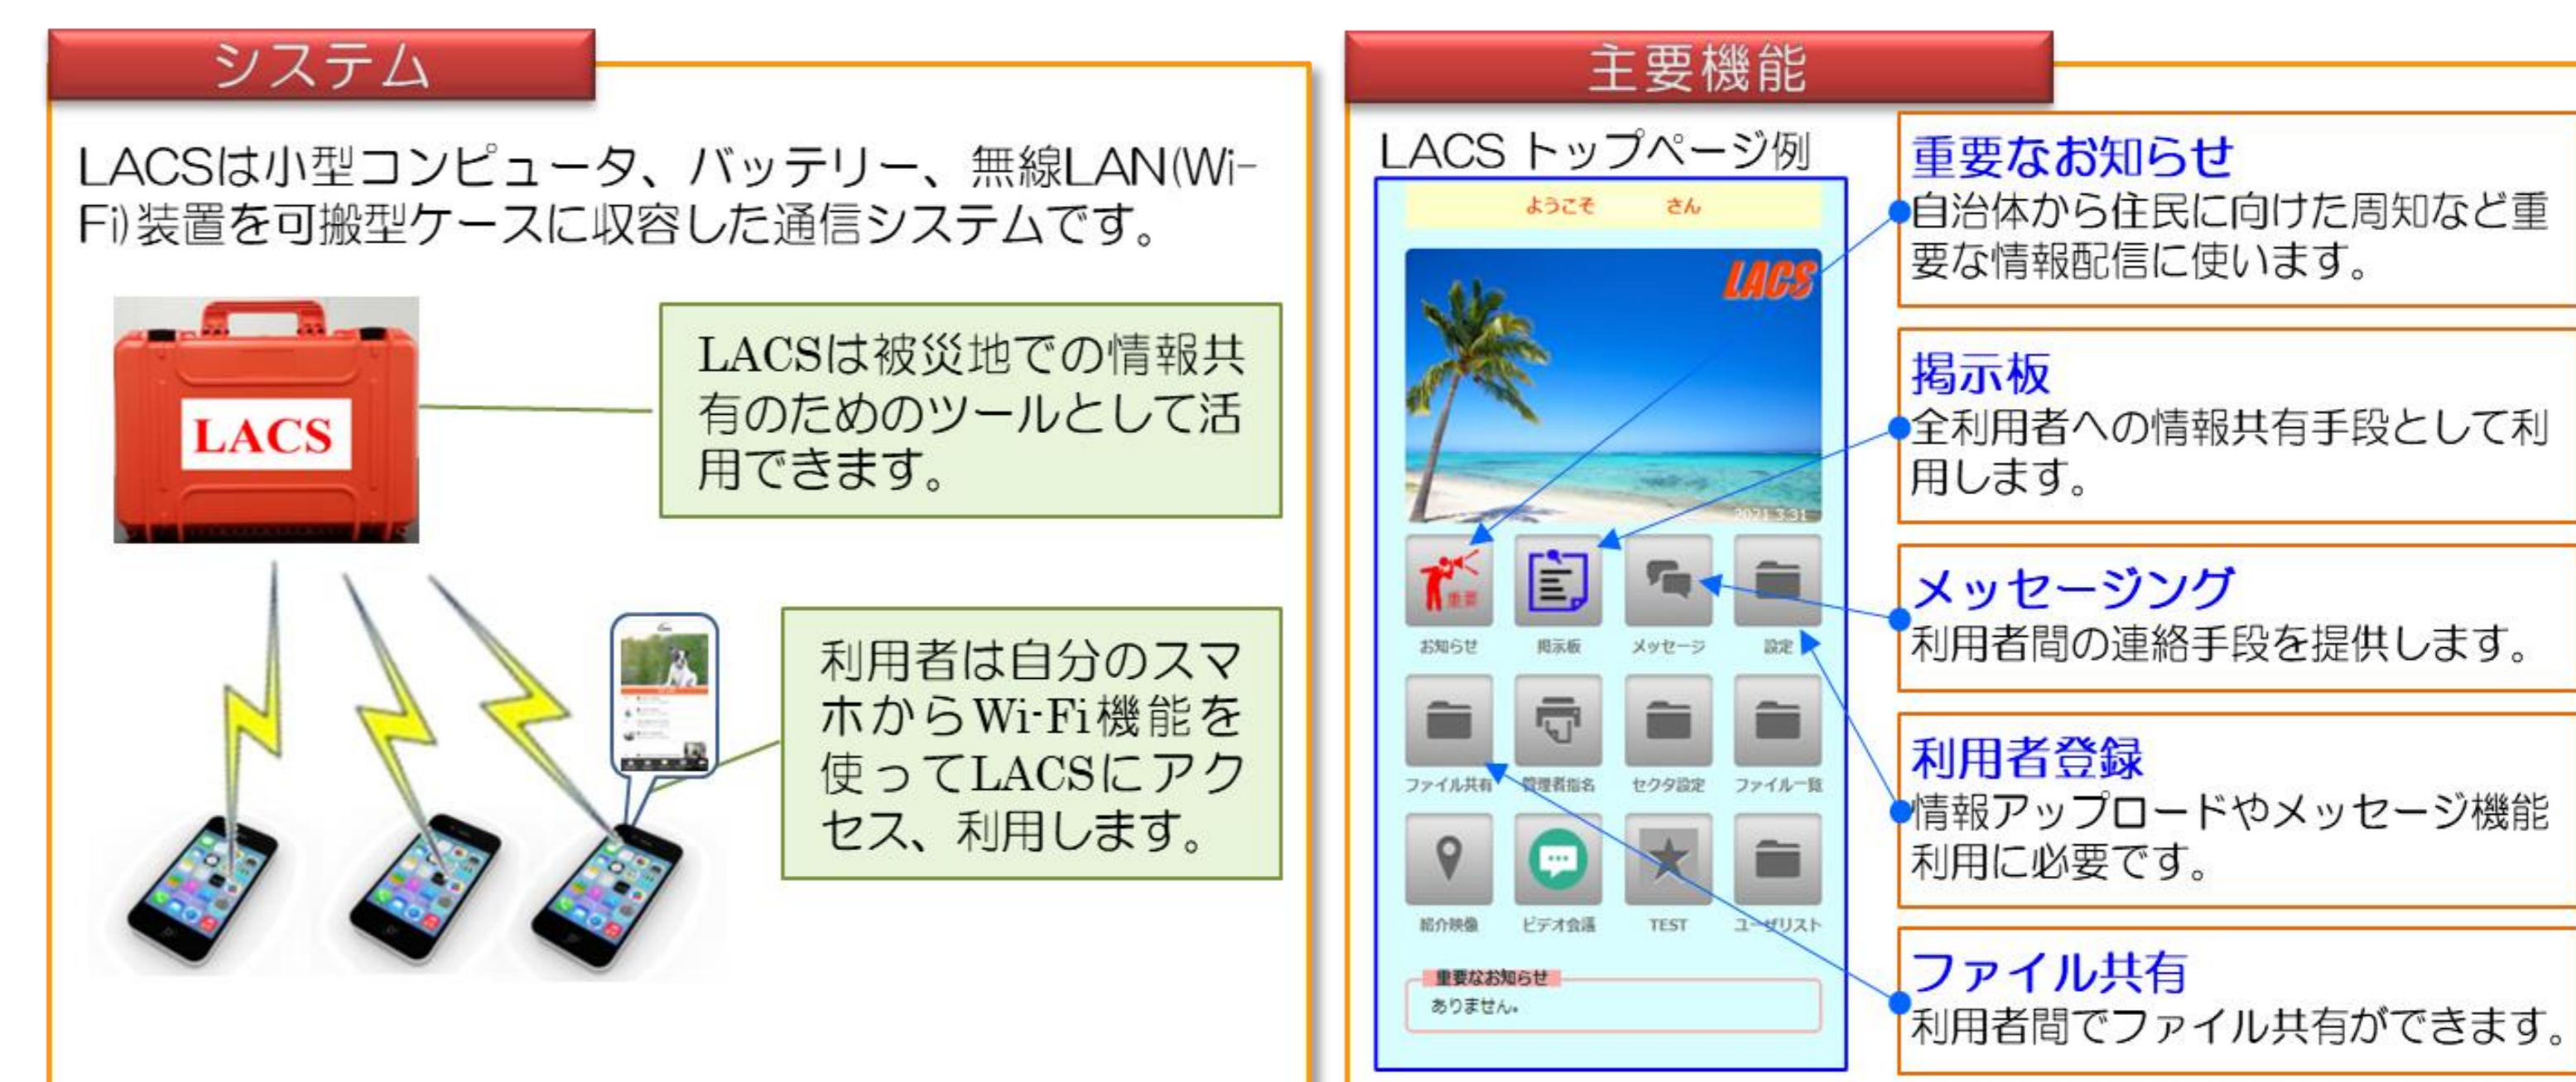 システム
LACSは小型コンピュータ、バッテリー、無線LAN(Wi-
Fi)装置を可搬型ケースに収容した通信システムです。
LACS
LACSは被災地での情報共
有のためのツールとして活
用できます。
利用者は自分のスマ
ホからWi-Fi機能を
使ってLACSにアク
セス、利用します。
主要機能
LACS トップページ例
ようこそ さん
LACS
2021.3.31
重要
お知らせ 掲示板 メッセージ 設定
ファイル共有 管理者指名 セクタ設定 ファイル一覧
紹介映像 ビデオ会議 TEST ユーザリスト
重要なお知らせ
ありません。
重要なお知らせ
自治体から住民に向けた周知など重
要な情報配信に使います。
掲示板
全利用者への情報共有手段として利
用します。
メッセージング
利用者間の連絡手段を提供します。
利用者登録
情報アップロードやメッセージ機能
利用に必要です。
ファイル共有
利用者間でファイル共有ができます。